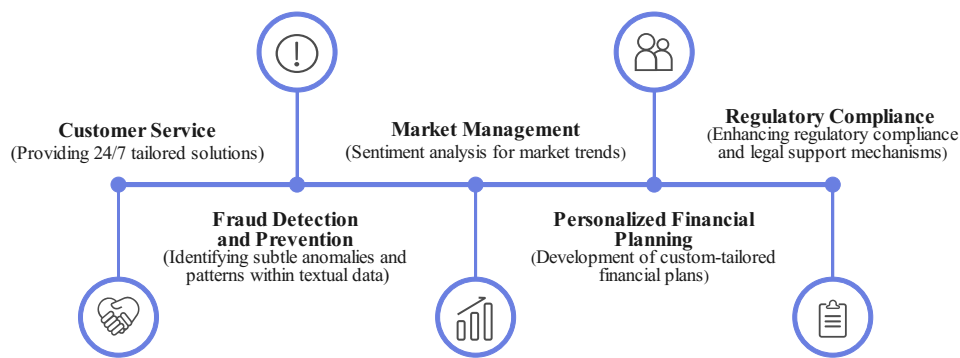 Customer Service
(Providing 24/7 tailored solutions)
Fraud Detection
and Prevention
(Identifying subtle anomalies and
patterns within textual data)
Market Management
(Sentiment analysis for market trends)
Personalized Financial
Planning
(Development of custom-tailored
financial plans)
Regulatory Compliance
(Enhancing regulatory compliance
and legal support mechanisms)